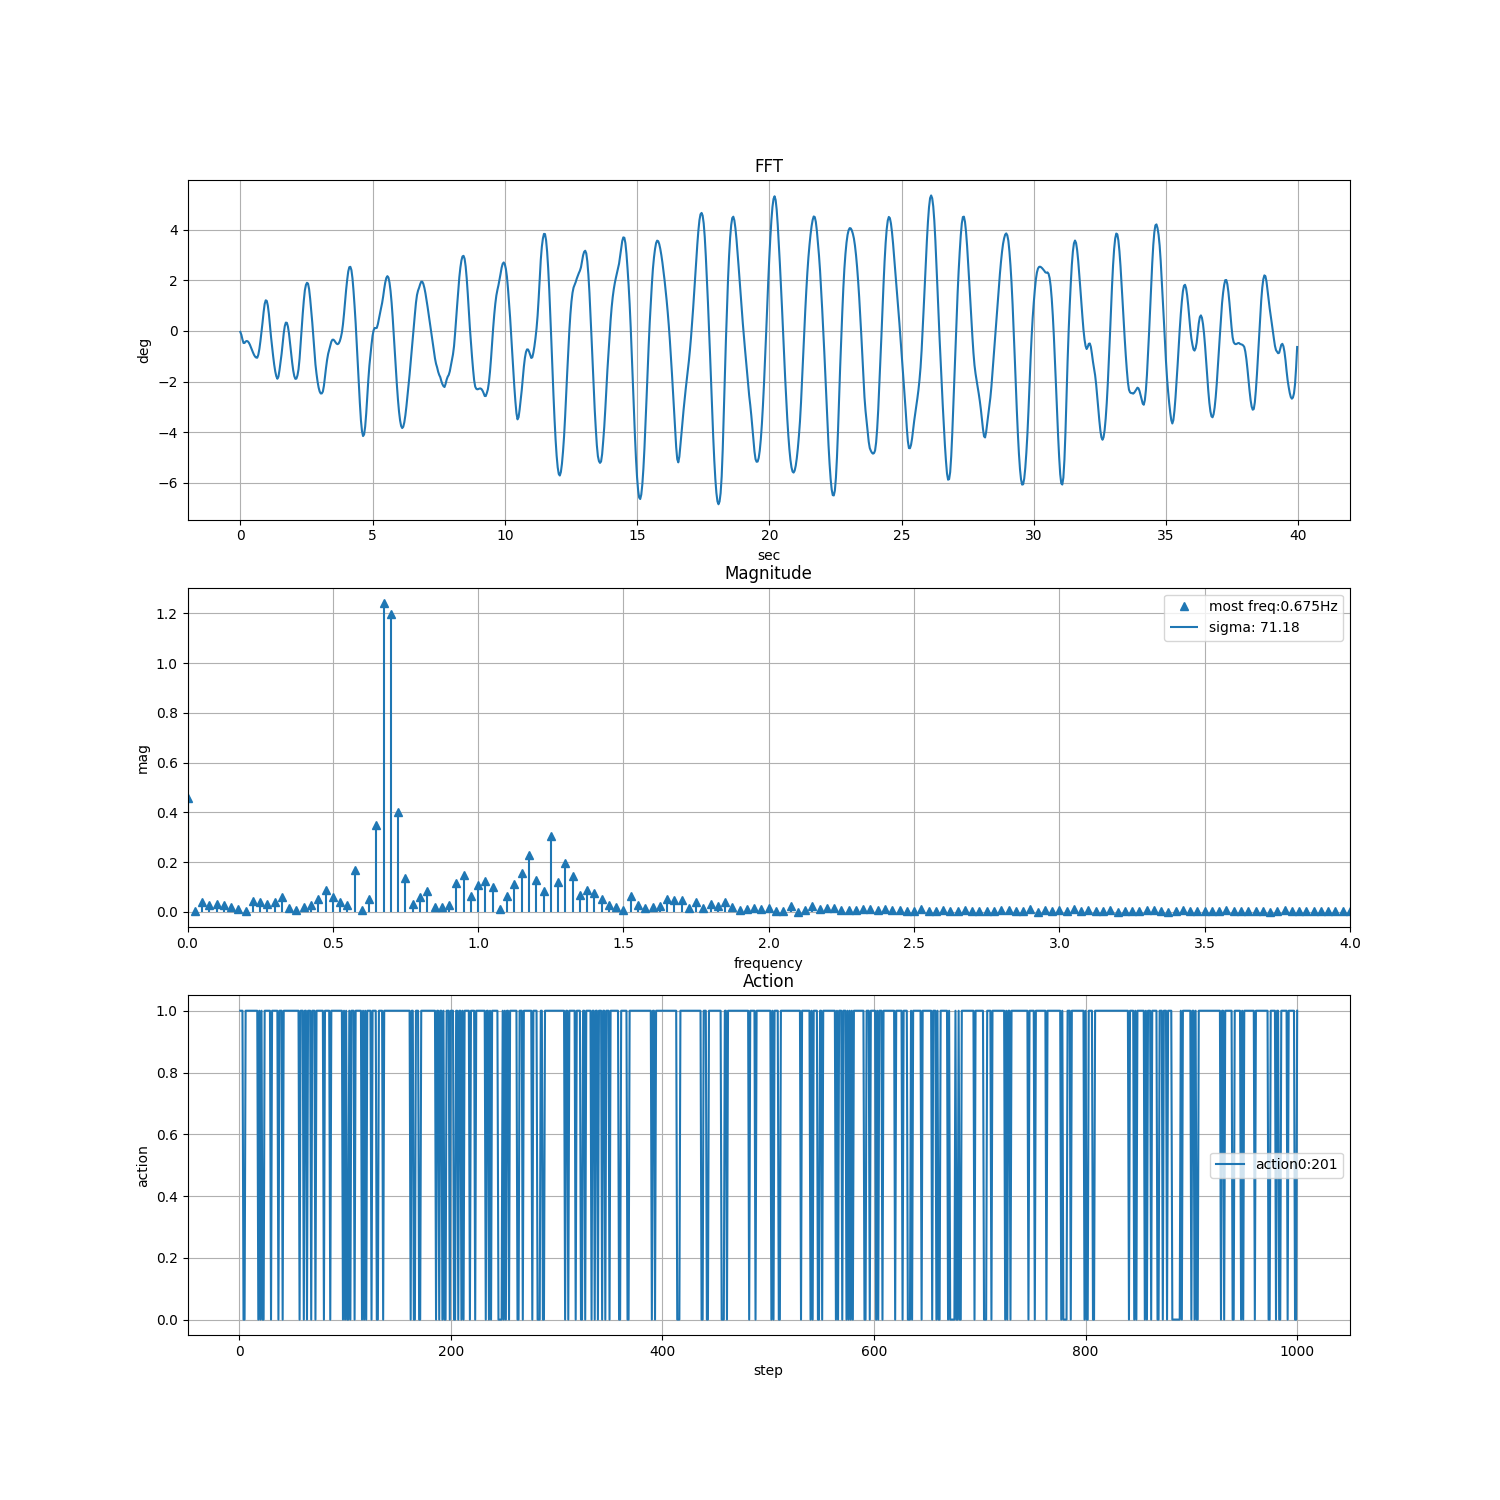 FFT
4
2
0
−2
−4
−6
deg
0 5 10 15 20 25 30 35 40
sec
Magnitude
1.2
1.0
0.8
0.6
0.4
0.2
0.0
mag
most freq:0.675Hz
sigma: 71.18
0.0 0.5 1.0 1.5 2.0 2.5 3.0 3.5 4.0
frequency
Action
1.0
0.8
0.6
0.4
0.2
0.0
action
action0:201
0 200 400 600 800 1000
step